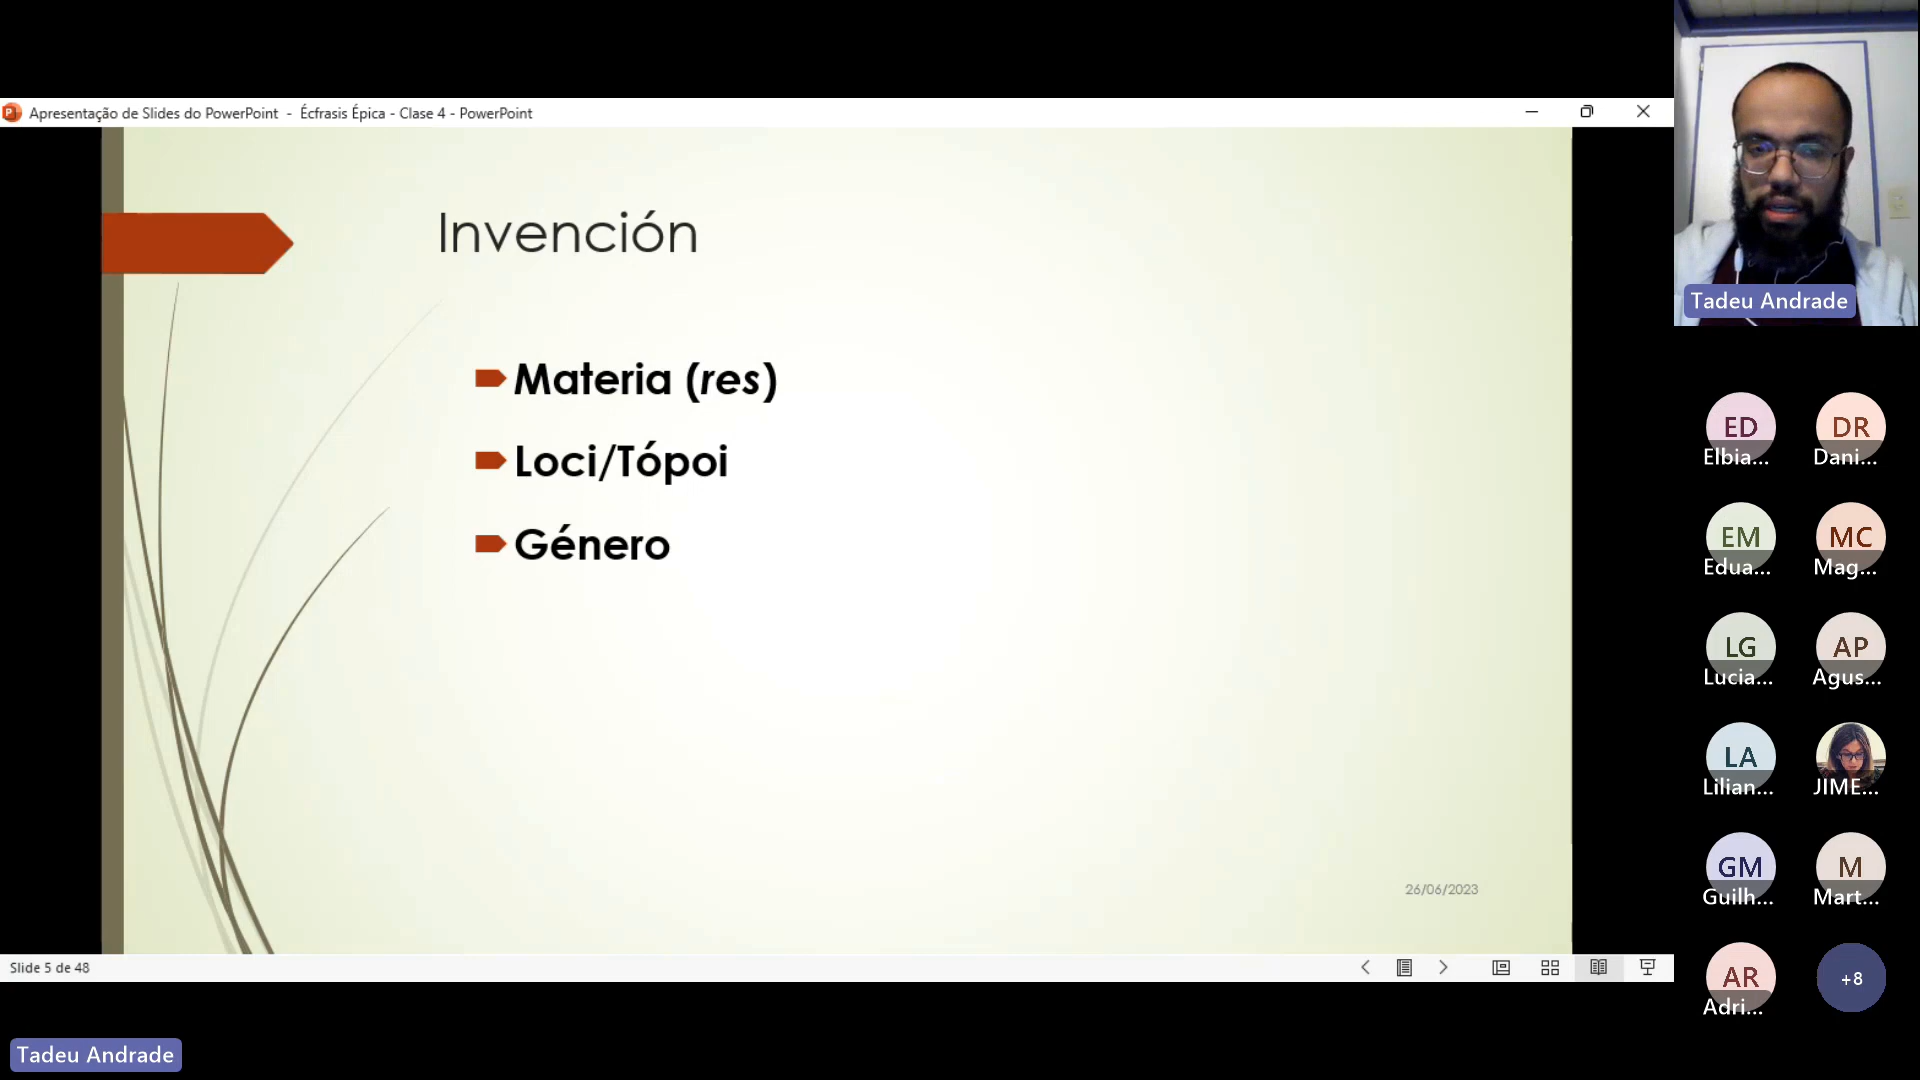 Apresentação de Slides do PowerPoint - Écfrasis Épica - Clase 4 - PowerPoint
Invención
Materia (res)
Loci/Tópoi
Género
26/06/2023
Slide 5 de 48
Tadeu Andrade
Tadeu Andrade
ED
Elbia...
DR
Dani...
EM
Edua...
MC
Mag...
LG
Lucia...
AP
Agus...
LA
Lilian...
JIME...
GM
Guilh...
M
Mart...
AR
Adri...
+8